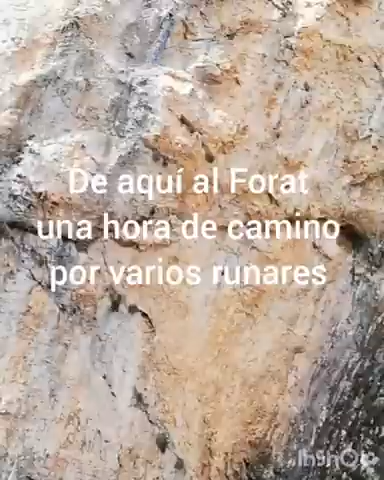 De aquí al Forat
una hora de camino
por varios runares